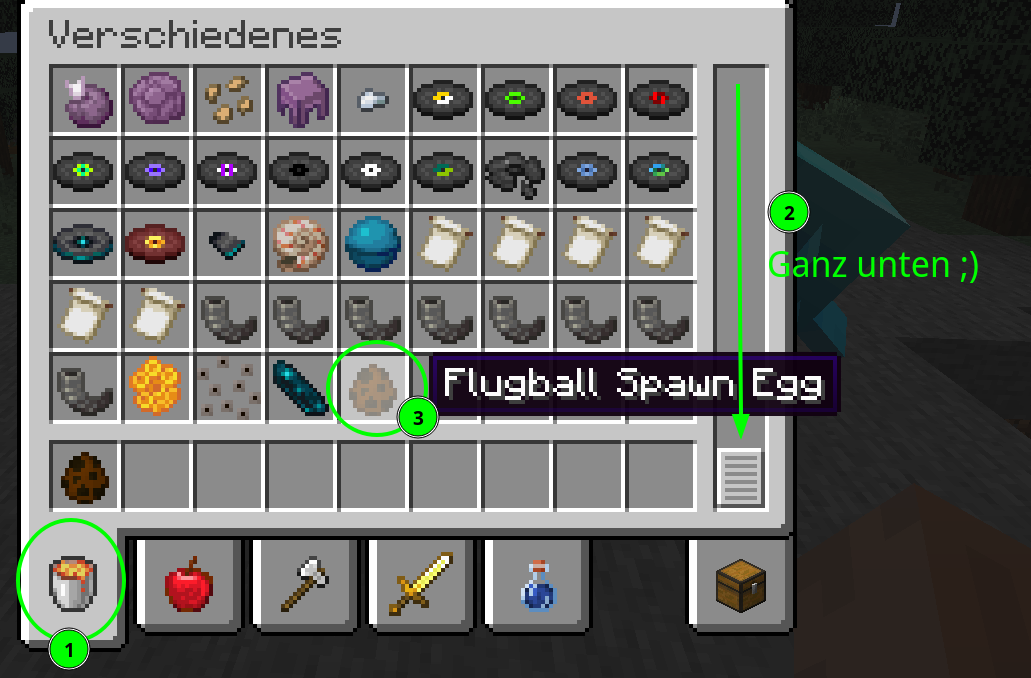 Verschiedenes
2
Ganz unten ;)
Flugball Spawn Egg
3
1